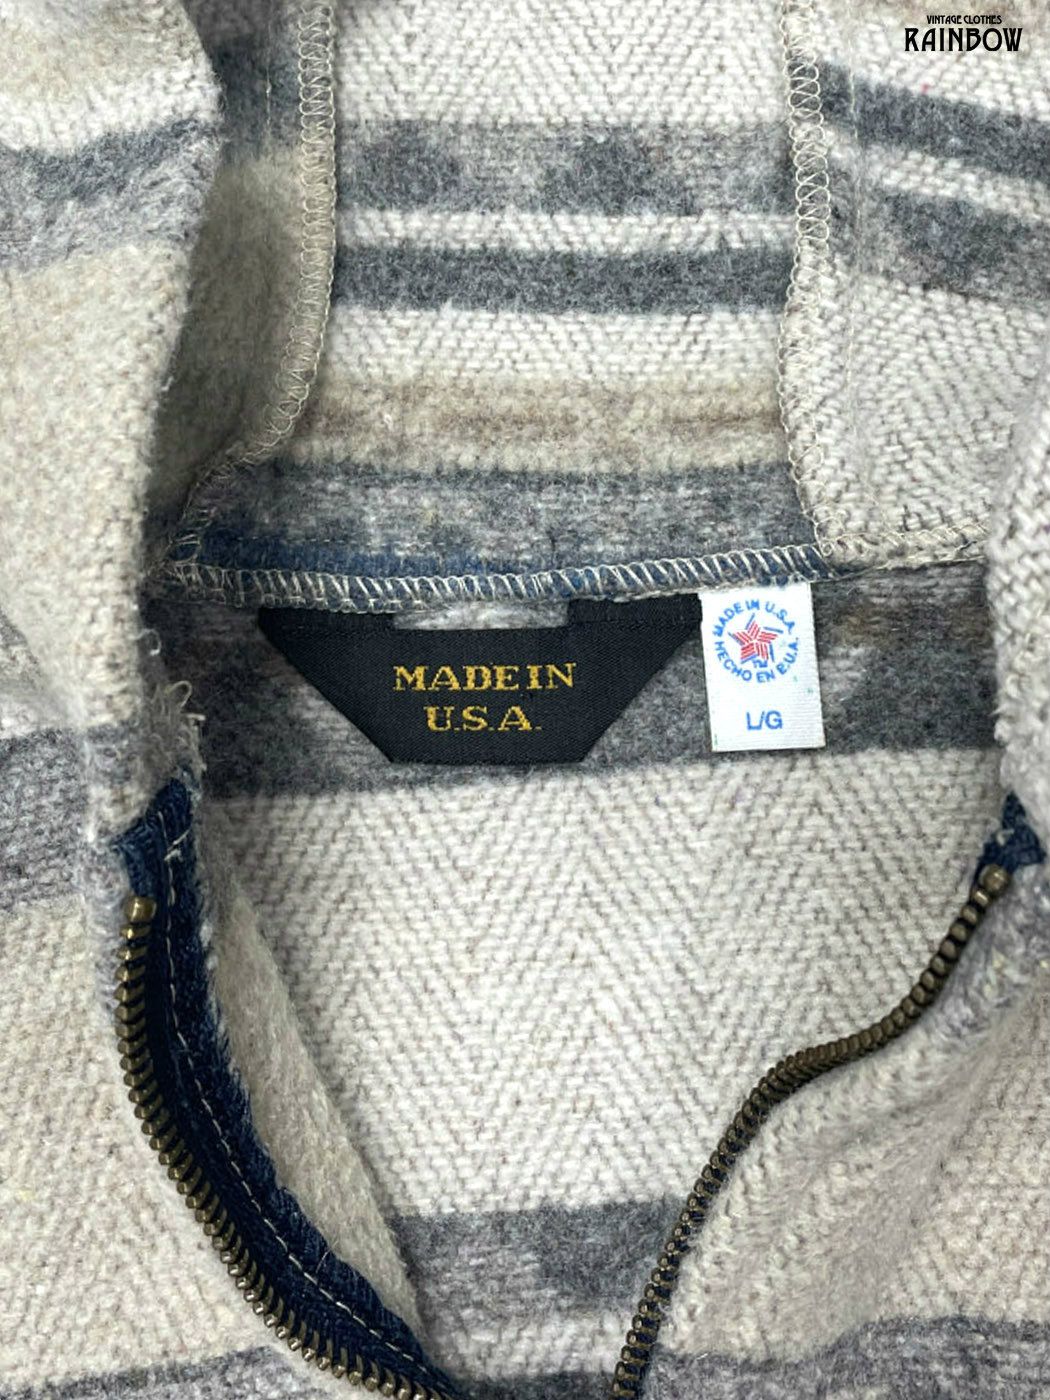 VINTAGE CLOTHES
RAINBOW
MADE IN
U.S.A.
MADE IN U.S.A.
HECHO EN E.U.A.
L/G